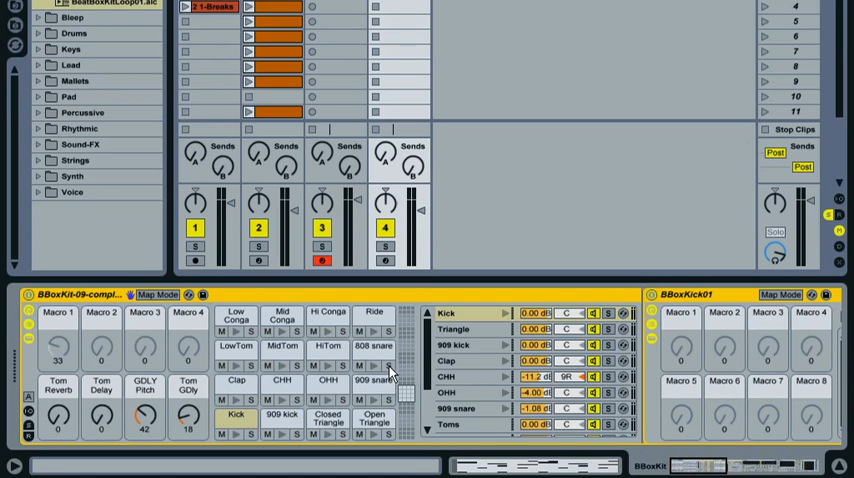 BeatBoxKitLoop01.alc
Bleep
Drums
Keys
Lead
Mallets
Pad
Percussive
Rhythmic
Sound-FX
Strings
Synth
Voice
2 1-Breaks
4
5
6
7
8
9
10
11
Stop Clips
Sends Sends Sends Sends Sends
A B A B A B A B
Post
Post
1 2 3 4
S S S S Solo
BBoxKit-09-compl... Map Mode
Macro 1 Macro 2 Macro 3 Macro 4
33 0 0 0
Tom Reverb Tom Delay GDLY Pitch Tom GDly
0 0 42 18
Low Conga Mid Conga Hi Conga Ride
M S M S M S M S
LowTom MidTom HiTom 808 snare
M S M S M S M S
Clap CHH OHH 909 snare
M S M S M S M S
Kick 909 kick Closed Triangle Open Triangle
M S M S M S M S
Kick 0.00 dB C S
Triangle 0.00 dB C S
909 kick 0.00 dB C S
Clap 0.00 dB C S
CHH -11.2 dB 9R S
OHH -4.00 dB C S
909 snare -1.08 dB C S
Toms 0.00 dB C S
BBoxKick01 Map Mode
Macro 1 Macro 2 Macro 3 Macro 4
0 0 0 0
Macro 5 Macro 6 Macro 7 Macro 8
0 0 0 0
BBoxKit